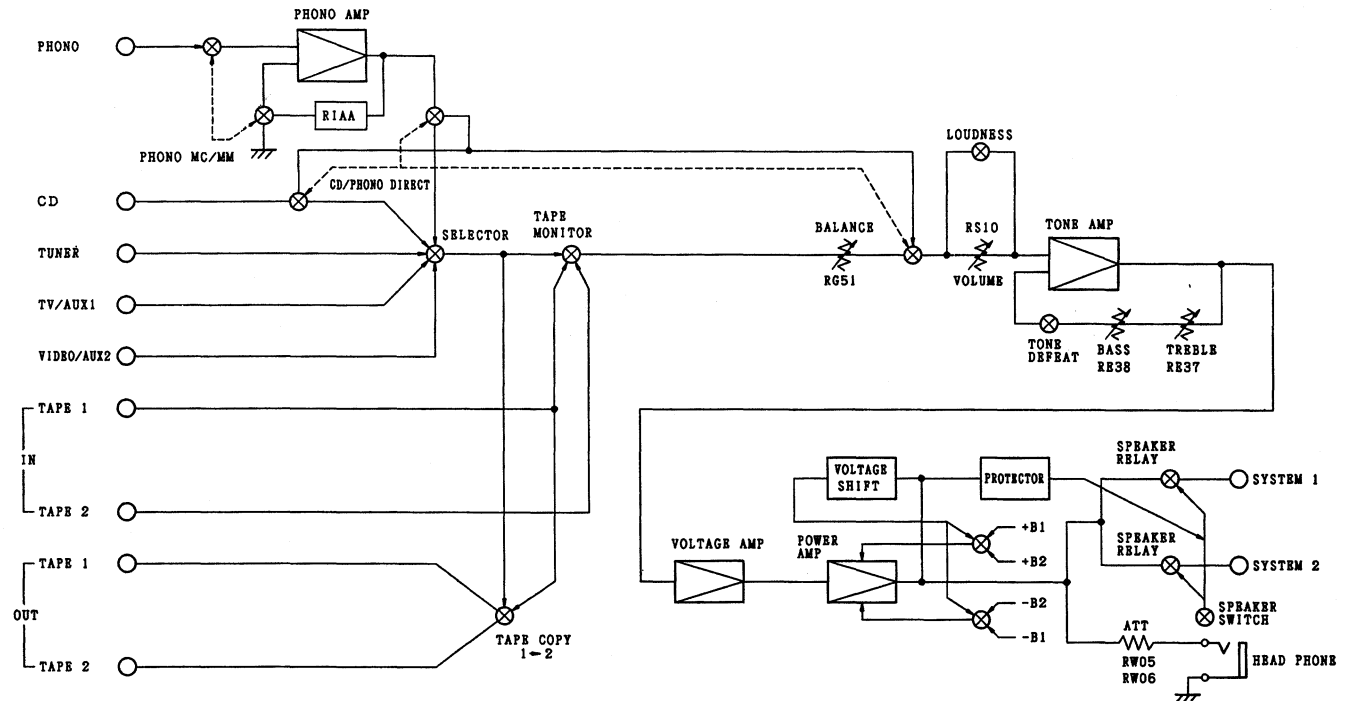 PHONO AMP
PHONO
RIAA
PHONO MC/MM
LOUDNESS
CD/PHONO DIRECT
CD
TAPE
MONITOR
SELECTOR
BALANCE
RS10
TONE AMP
TUNER
RG51
VOLUME
TV/AUX1
TONE
DEFEAT
BASS
RE38
TREBLE
RE37
VIDEO/AUX2
TAPE 1
IN
TAPE 2
VOLTAGE
SHIFT
PROTECTOR
SPEAKER
RELAY
SYSTEM 1
+B1
+B2
VOLTAGE AMP
POWER
AMP
SPEAKER
RELAY
SYSTEM 2
TAPE 1
OUT
TAPE 2
-B2
-B1
SPEAKER
SWITCH
TAPE COPY
1←2
ATT
RW05
RW06
HEAD PHONE